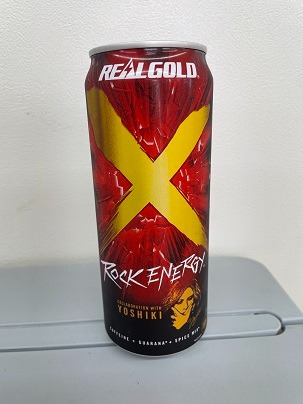 REALGOLD
X
ROCK ENERGY
COLLABORATION WITH
YOSHIKI
CAFFEINE • GUARANA* • SPICE MIX*